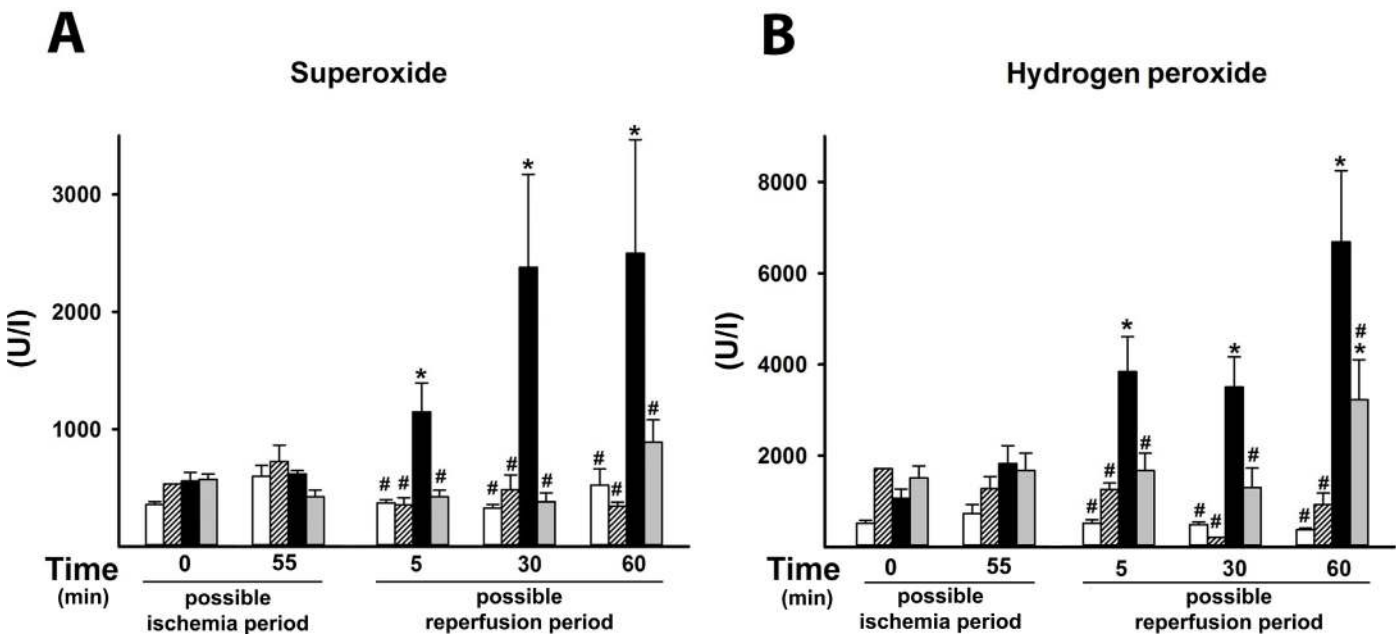 A
Superoxide
(U/l)
3000
2000
1000
*
*
*
#
# # #
# # #
# #
Time
(min)
0 55 5 30 60
possible
ischemia period
possible
reperfusion period
B
Hydrogen peroxide
(U/l)
8000
6000
4000
2000
*
#
*
*
*
# # #
# # #
# #
0 55 5 30 60
Time
(min)
possible
ischemia period
possible
reperfusion period